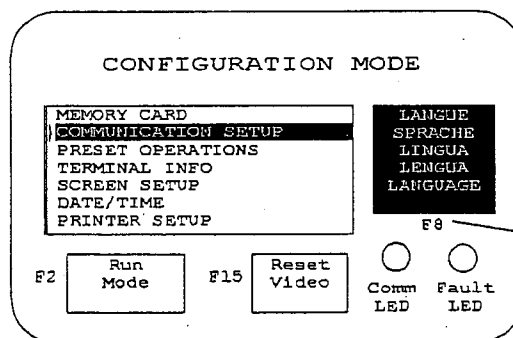 CONFIGURATION MODE
MEMORY CARD
COMMUNICATION SETUP
PRESET OPERATIONS
TERMINAL INFO
SCREEN SETUP
DATE/TIME
PRINTER SETUP
LANGUE
SPRACHE
LINGUA
LENGUA
LANGUAGE
F8
F2
Run
Mode
F15
Reset
Video
Comm
LED
Fault
LED